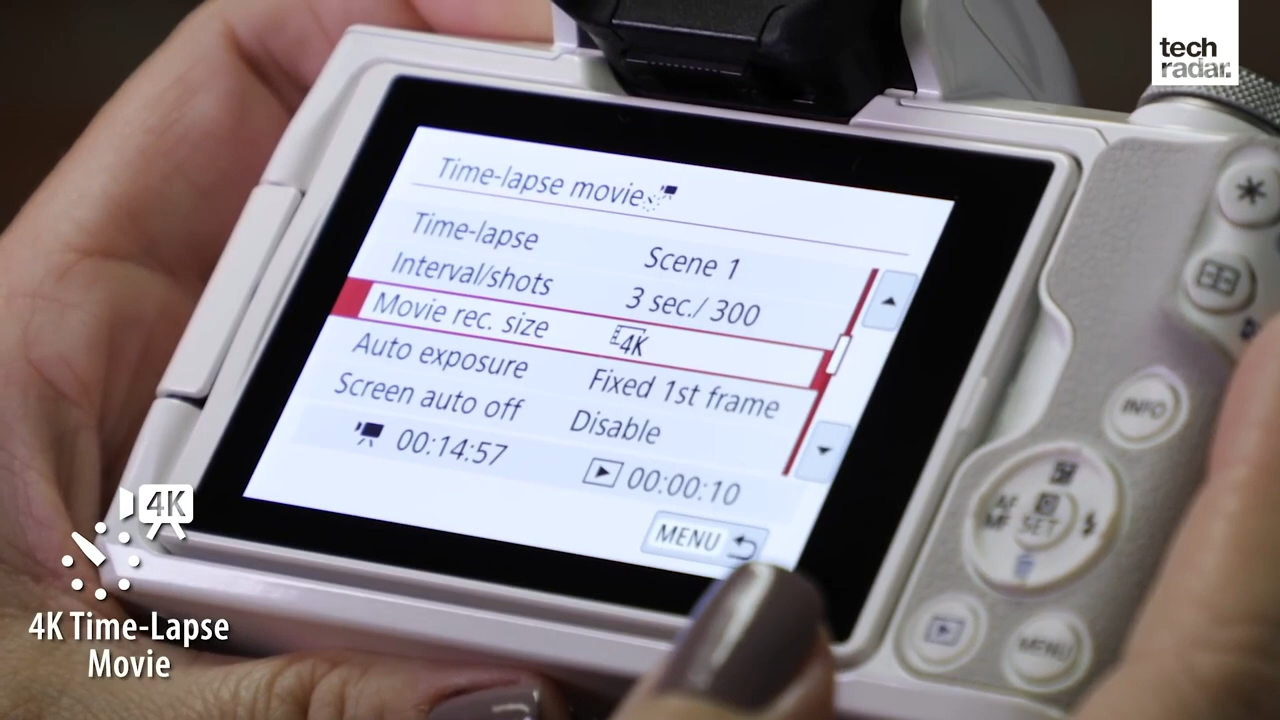 tech
radar.
Time-lapse movie
Time-lapse Scene 1
Interval/shots 3 sec./ 300
Movie rec. size 4K
Auto exposure Fixed 1st frame
Screen auto off Disable
00:14:57 00:00:10
MENU
INFO
AF
MF
SET
MENU
4K
4K Time-Lapse
Movie